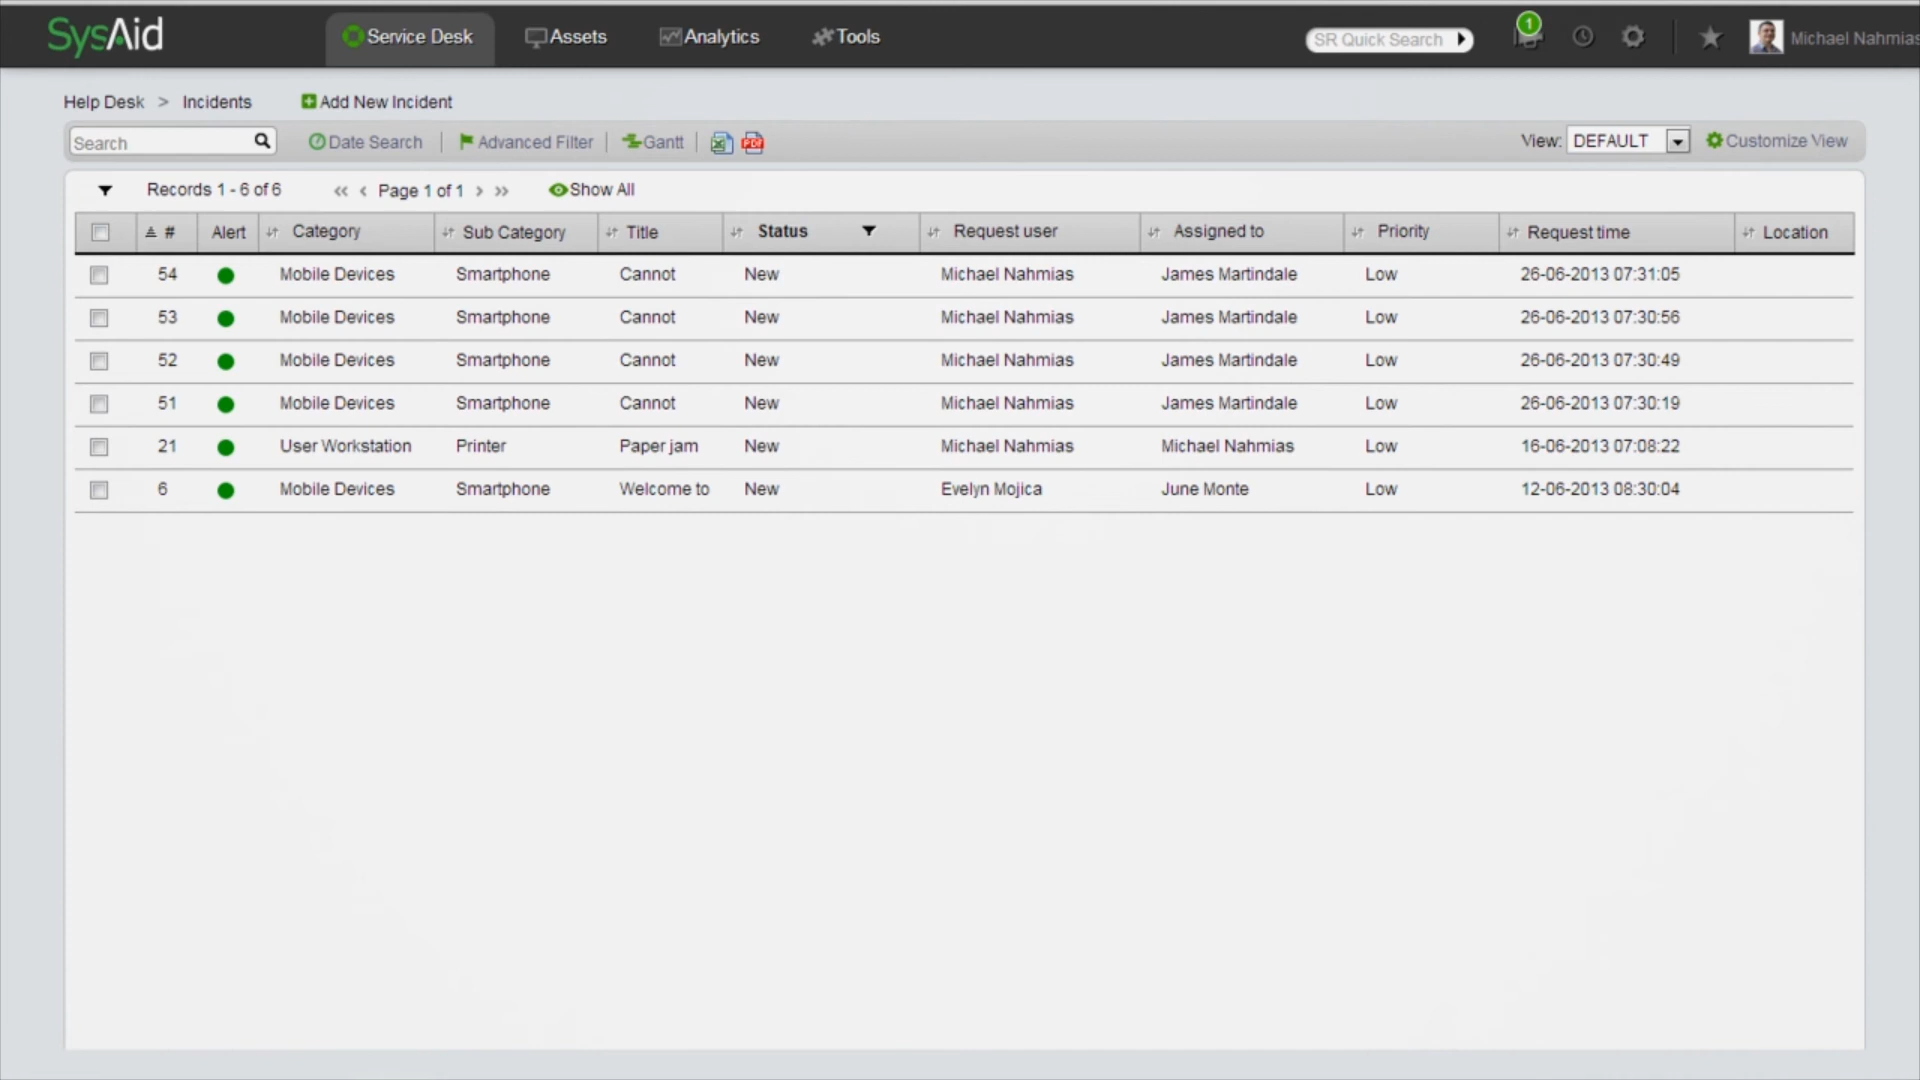 SysAid
Service Desk Assets Analytics Tools SR Quick Search 1 Michael Nahmias
Help Desk > Incidents Add New Incident
Search Date Search | Advanced Filter | Gantt | PDF View: DEFAULT Customize View
Records 1 - 6 of 6 << < Page 1 of 1 > >> Show All
# Alert Category Sub Category Title Status Request user Assigned to Priority Request time Location
54 Mobile Devices Smartphone Cannot New Michael Nahmias James Martindale Low 26-06-2013 07:31:05
53 Mobile Devices Smartphone Cannot New Michael Nahmias James Martindale Low 26-06-2013 07:30:56
52 Mobile Devices Smartphone Cannot New Michael Nahmias James Martindale Low 26-06-2013 07:30:49
51 Mobile Devices Smartphone Cannot New Michael Nahmias James Martindale Low 26-06-2013 07:30:19
21 User Workstation Printer Paper jam New Michael Nahmias Michael Nahmias Low 16-06-2013 07:08:22
6 Mobile Devices Smartphone Welcome to New Evelyn Mojica June Monte Low 12-06-2013 08:30:04